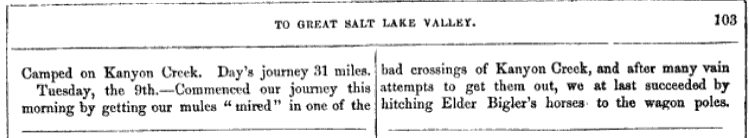 TO GREAT SALT LAKE VALLEY.
103
Camped on Kanyon Creek. Day's journey 31 miles.
Tuesday, the 9th.—Commenced our journey this
morning by getting our mules "mired" in one of the
bad crossings of Kanyon Creek, and after many vain
attempts to get them out, we at last succeeded by
hitching Elder Bigler's horses to the wagon poles.